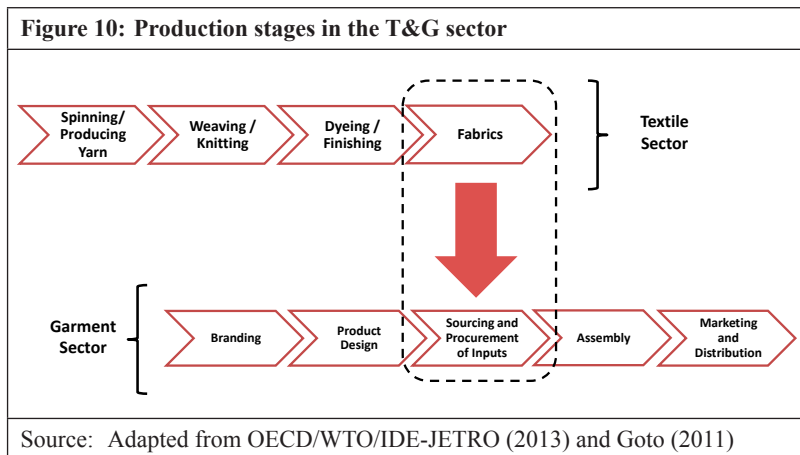 Figure 10: Production stages in the T&G sector
Spinning/
Producing
Yarn
Weaving /
Knitting
Dyeing /
Finishing
Fabrics
Textile
Sector
Garment
Sector
Branding
Product
Design
Sourcing and
Procurement
of Inputs
Assembly
Marketing
and
Distribution
Source: Adapted from OECD/WTO/IDE-JETRO (2013) and Goto (2011)